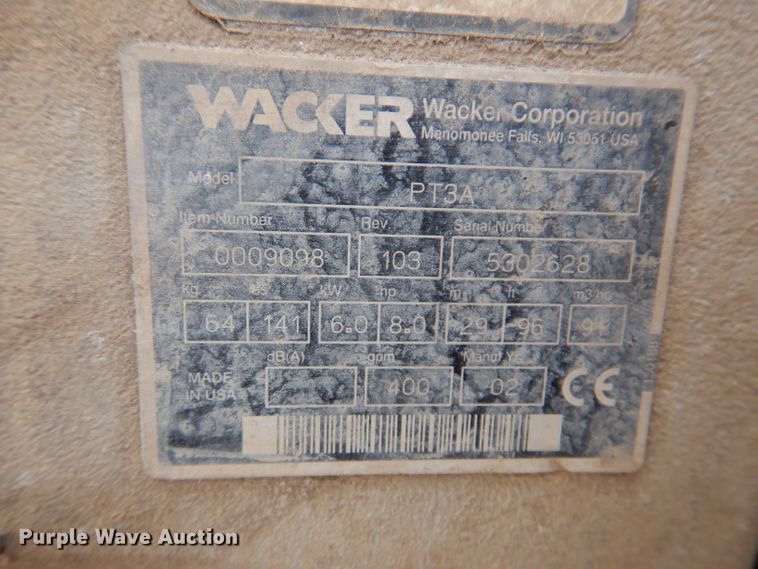 WACKER Wacker Corporation
Menomonee Falls, WI 53051 USA
Model PT3A
Item Number Rev Serial Number
0009098 103 5302628
kg kW hp m ft m3/hr
64 141 6.0 8.0 29 96 91
dB(A) gpm Manuf Yr.
MADE IN USA 400 02 CE
Purple Wave Auction